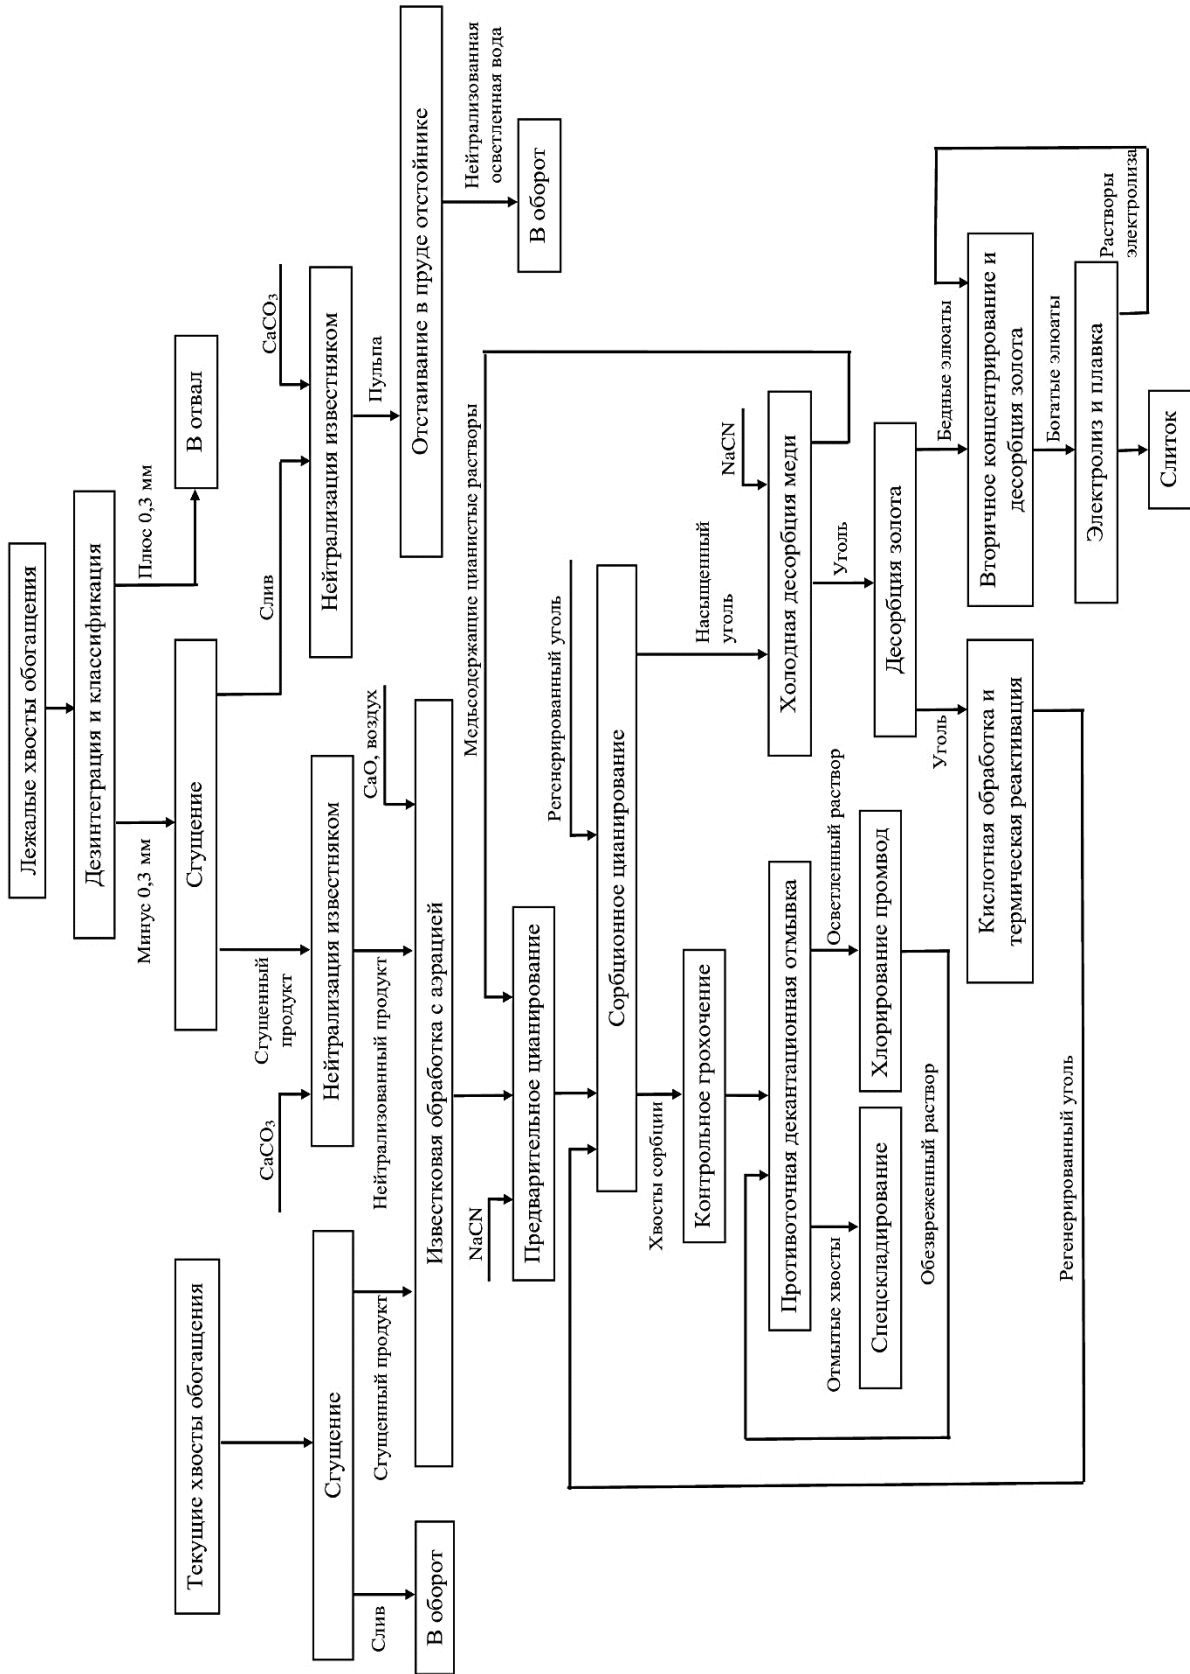 Лежалые хвосты обогащения
Дезинтеграция и классификация
Минус 0,3 мм
Плюс 0,3 мм
Текущие хвосты обогащения
Сгущение
В отвал
Сгущенный
продукт
Слив
CaCO3
CaCO3
Сгущение
Нейтрализация известняком
Нейтрализация известняком
Слив
Сгущенный продукт
Нейтрализованный продукт
CaO, воздух
Пульпа
В оборот
Известковая обработка с аэрацией
Отстаивание в пруде отстойнике
NaCN
Медьсодержащие цианистые растворы
Нейтрализованная
осветленная вода
Предварительное цианирование
В оборот
Регенерированный уголь
Сорбционное цианирование
Хвосты сорбции
Насыщенный
уголь
Контрольное грохочение
NaCN
Противоточная декантационная отмывка
Холодная десорбция меди
Отмытые хвосты
Осветленный раствор
Уголь
Спецскладирование
Хлорирование промвод
Десорбция золота
Обезвреженный раствор
Уголь
Бедные элюаты
Кислотная обработка и
термическая реактивация
Вторичное концентрирование и
десорбция золота
Регенерированный уголь
Богатые элюаты
Электролиз и плавка
Растворы
электролиза
Слиток